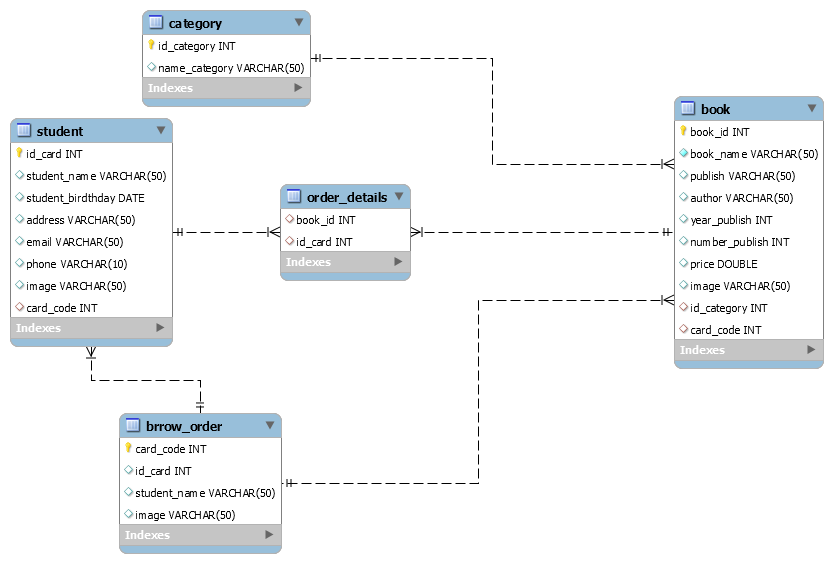 category
id_category INT
name_category VARCHAR(50)
Indexes
student
id_card INT
student_name VARCHAR(50)
student_birdthday DATE
address VARCHAR(50)
email VARCHAR(50)
phone VARCHAR(10)
image VARCHAR(50)
card_code INT
Indexes
order_details
book_id INT
id_card INT
Indexes
book
book_id INT
book_name VARCHAR(50)
publish VARCHAR(50)
author VARCHAR(50)
year_publish INT
number_publish INT
price DOUBLE
image VARCHAR(50)
id_category INT
card_code INT
Indexes
brrow_order
card_code INT
id_card INT
student_name VARCHAR(50)
image VARCHAR(50)
Indexes